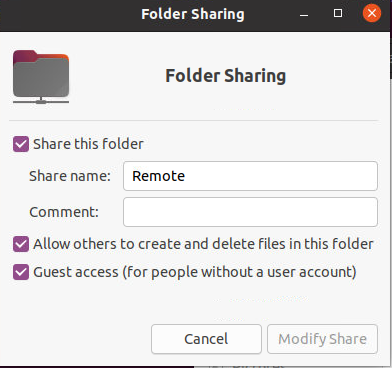 Folder Sharing
Folder Sharing
Share this folder
Share name: Remote
Comment:
Allow others to create and delete files in this folder
Guest access (for people without a user account)
Cancel Modify Share